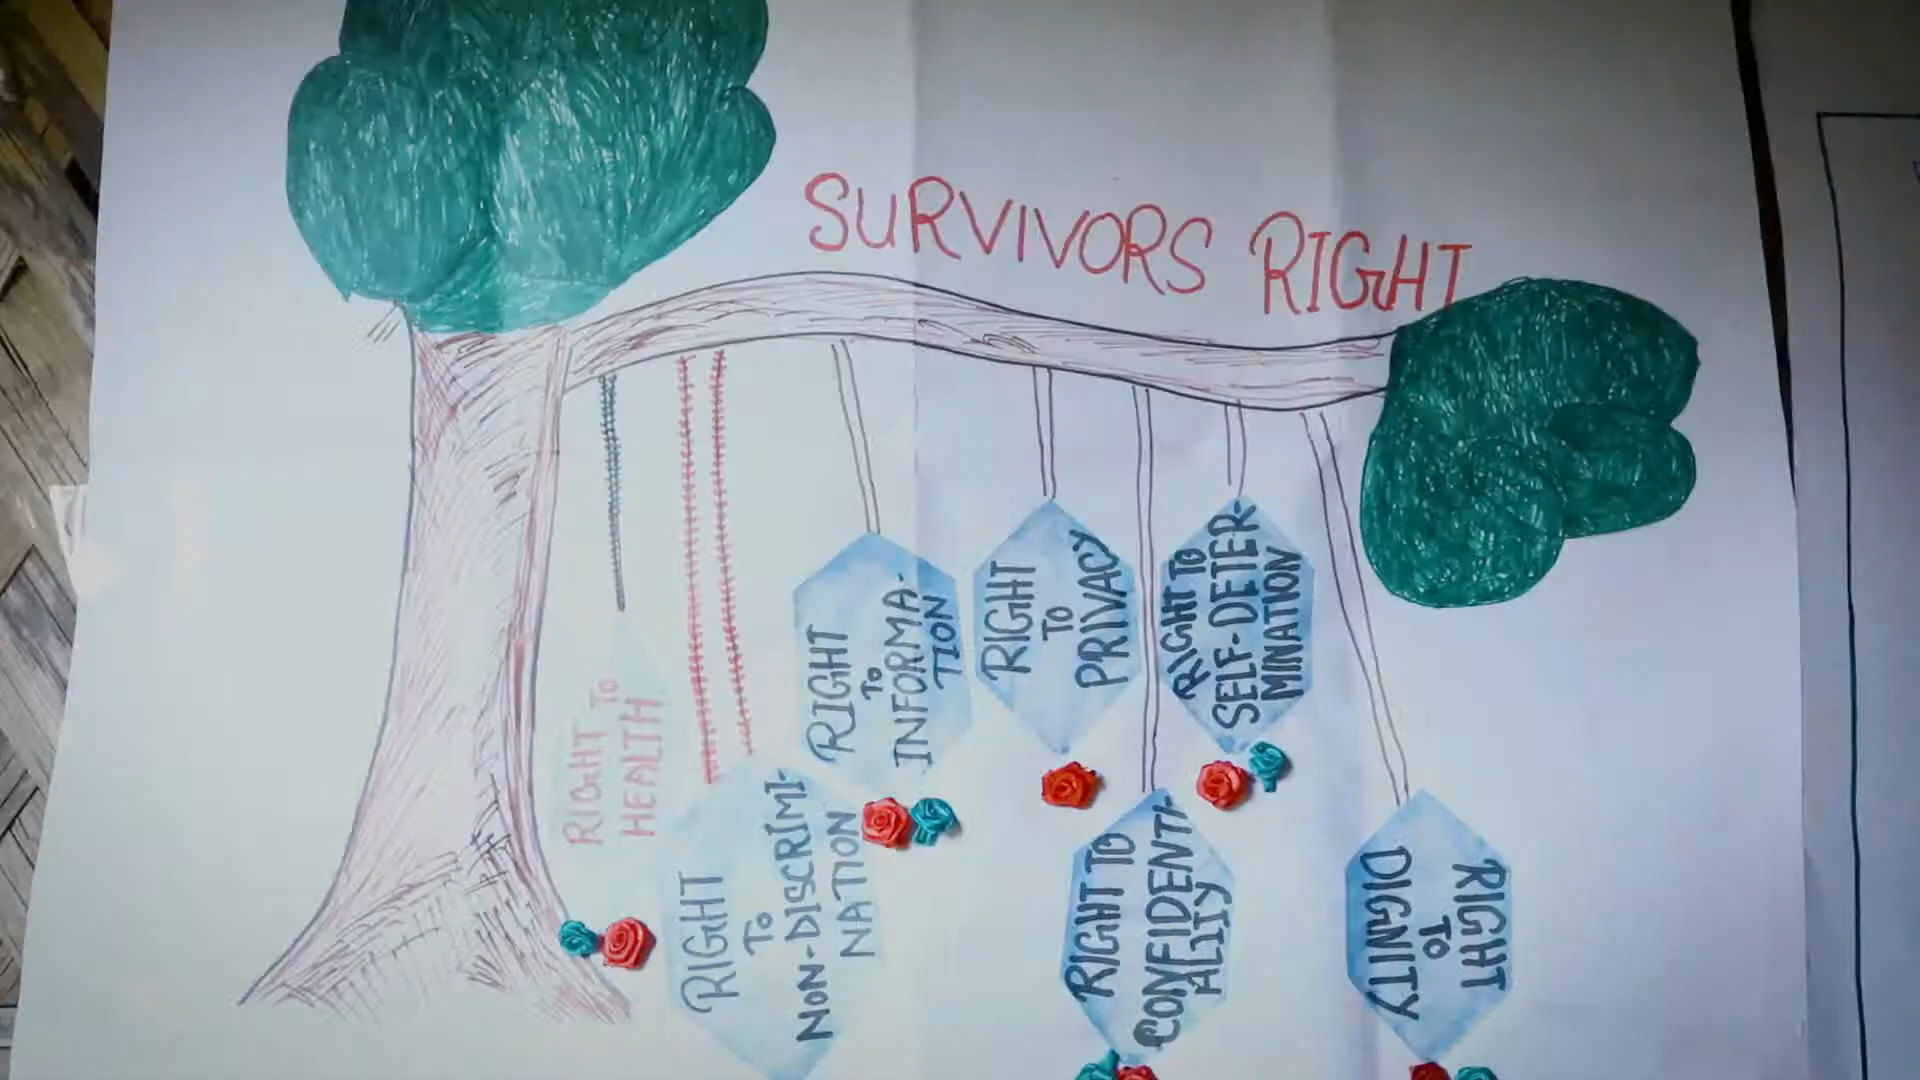 SURVIVORS RIGHT
RIGHT TO
HEALTH
RIGHT
TO
NON-DISCRIMI-
NATION
RIGHT
TO
INFORMA-
TION
RIGHT
TO
PRIVACY
RIGHT TO
CONFIDENTI-
ALITY
RIGHT TO
SELF-DETER-
MINATION
RIGHT
TO
DIGNITY